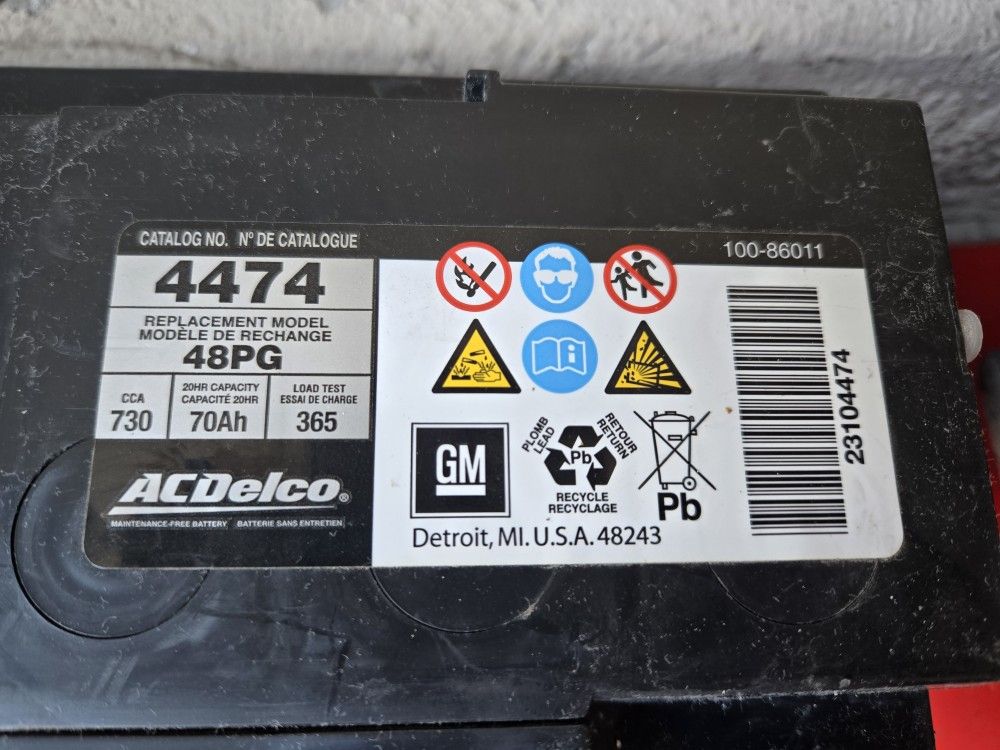 CATALOG NO. Nº DE CATALOGUE
4474
REPLACEMENT MODEL
MODÈLE DE RECHANGE
48PG
CCA
730
20HR CAPACITY
CAPACITÉ 20HR
70Ah
LOAD TEST
ESSAI DE CHARGE
365
ACDelco®
MAINTENANCE-FREE BATTERY BATTERIE SANS ENTRETIEN
100-86011
23104474
GM
PLOMB
LEAD
RETOUR
RETURN
Pb
RECYCLE
RECYCLAGE
Pb
Detroit, MI. U.S.A. 48243